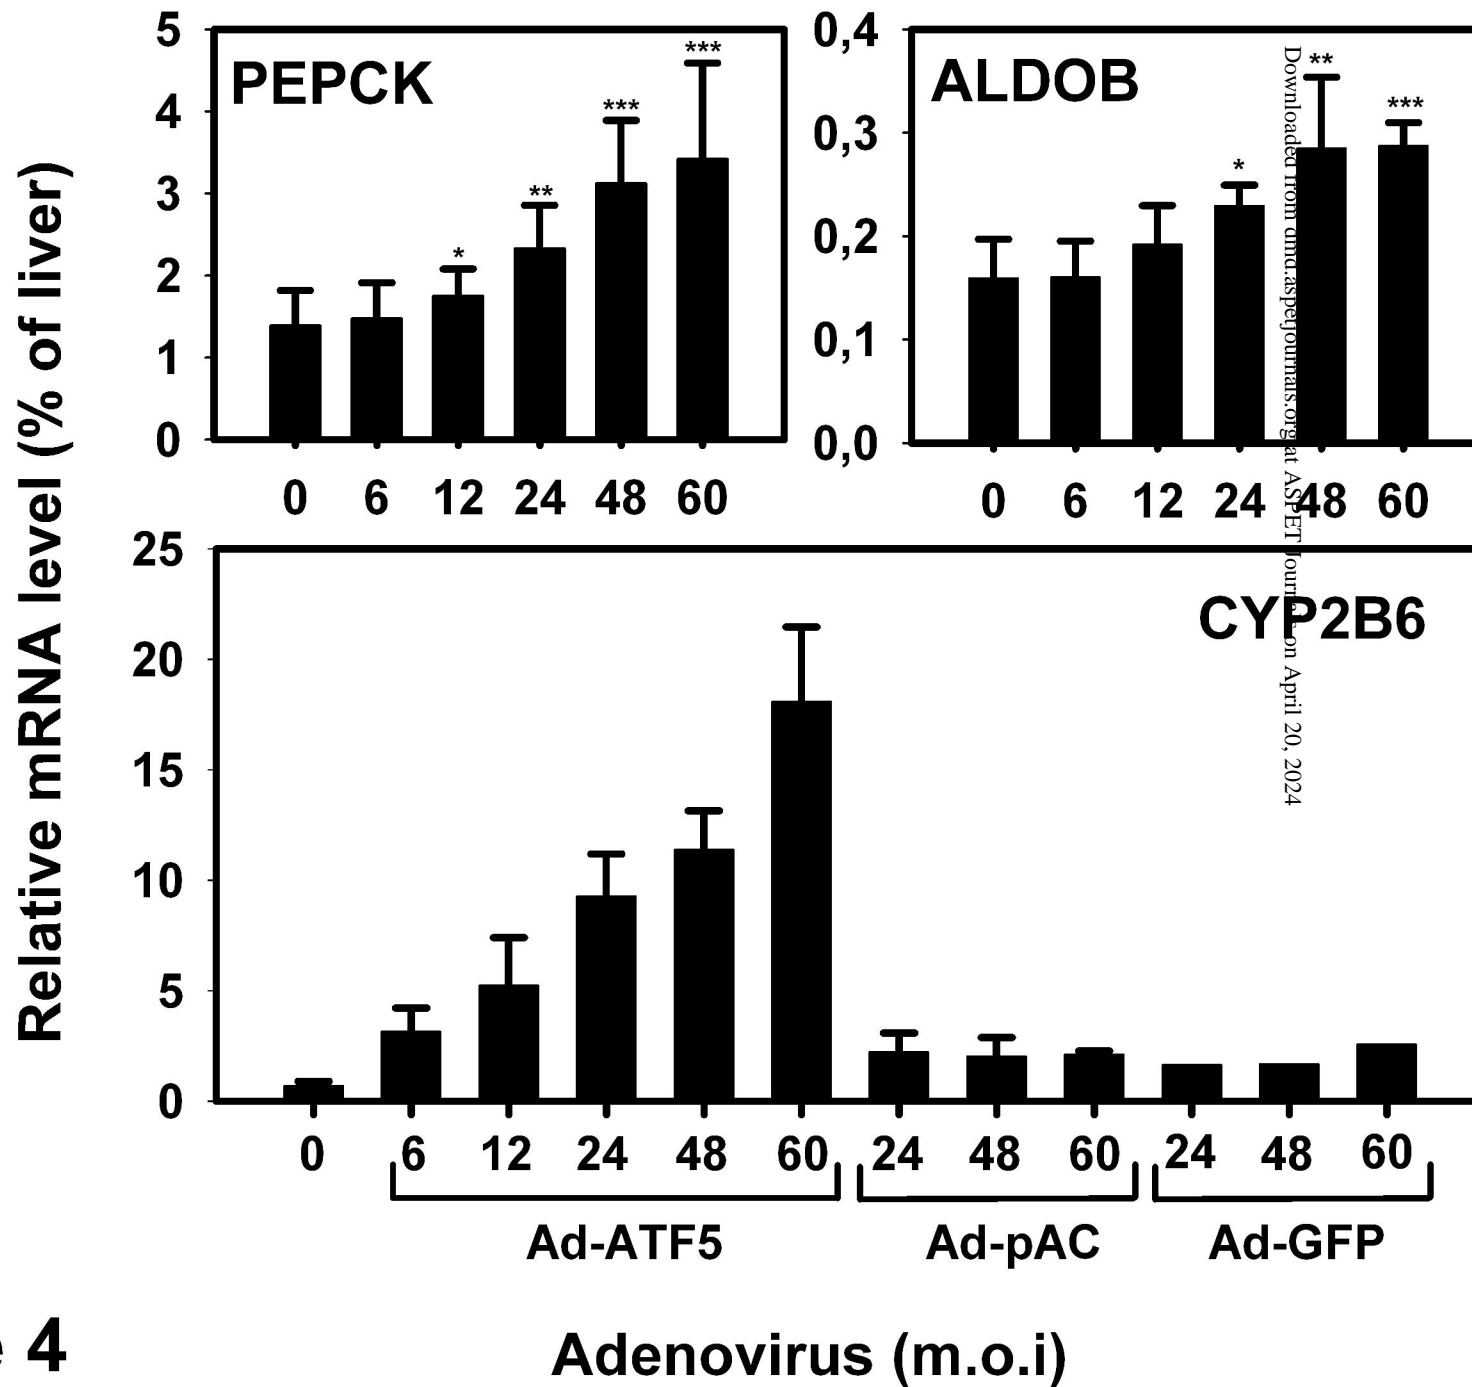 Relative mRNA level (% of liver)
PEPCK
5
4
3
2
1
0
*
**
***
***
0 6 12 24 48 60
ALDOB
0,4
0,3
0,2
0,1
0,0
*
**
***
0 6 12 24 48 60
CYP2B6
25
20
15
10
5
0
0 6 12 24 48 60 24 48 60 24 48 60
Ad-ATF5 Ad-pAC Ad-GFP
Adenovirus (m.o.i)
4
Downloaded from dmd.aspetjournals.org at ASPET Journals on April 20, 2024